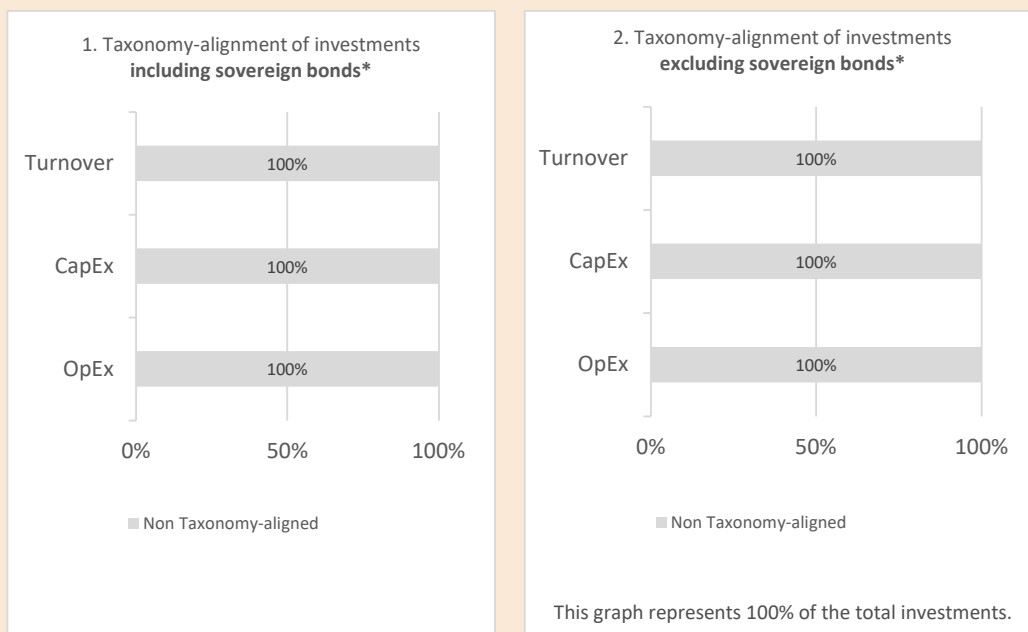 1. Taxonomy-alignment of investments
including sovereign bonds*
Turnover
100%
CapEx
100%
OpEx
100%
0% 50% 100%
Non Taxonomy-aligned
2. Taxonomy-alignment of investments
excluding sovereign bonds*
Turnover
100%
CapEx
100%
OpEx
100%
0% 50% 100%
Non Taxonomy-aligned
This graph represents 100% of the total investments.